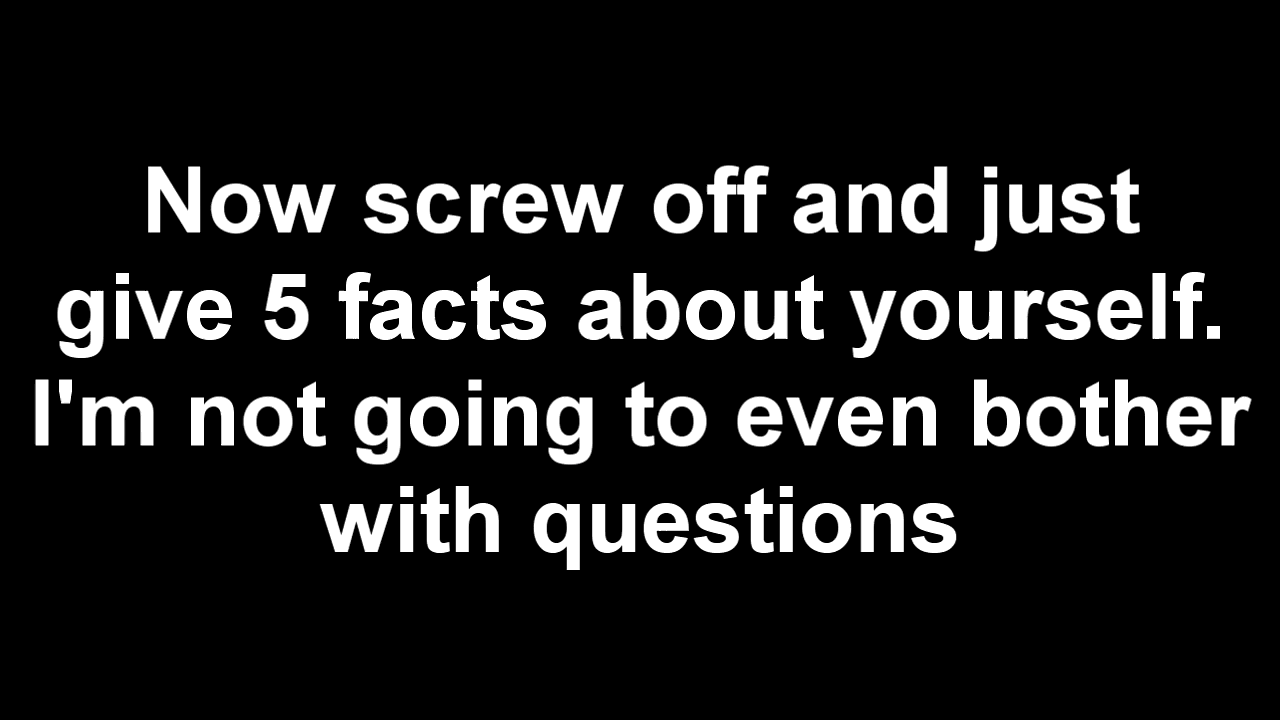 Now screw off and just
give 5 facts about yourself.
I'm not going to even bother
with questions